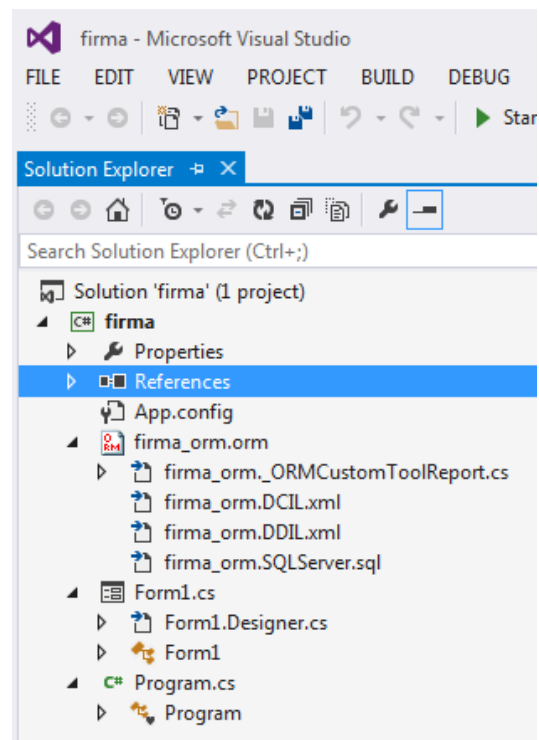 firma - Microsoft Visual Studio
FILE EDIT VIEW PROJECT BUILD DEBUG
Star
Solution Explorer
Search Solution Explorer (Ctrl+;)
Solution 'firma' (1 project)
C# firma
Properties
References
App.config
ORM firma_orm.orm
firma_orm._ORMCustomToolReport.cs
firma_orm.DCIL.xml
firma_orm.DDIL.xml
firma_orm.SQLServer.sql
Form1.cs
Form1.Designer.cs
Form1
C# Program.cs
Program